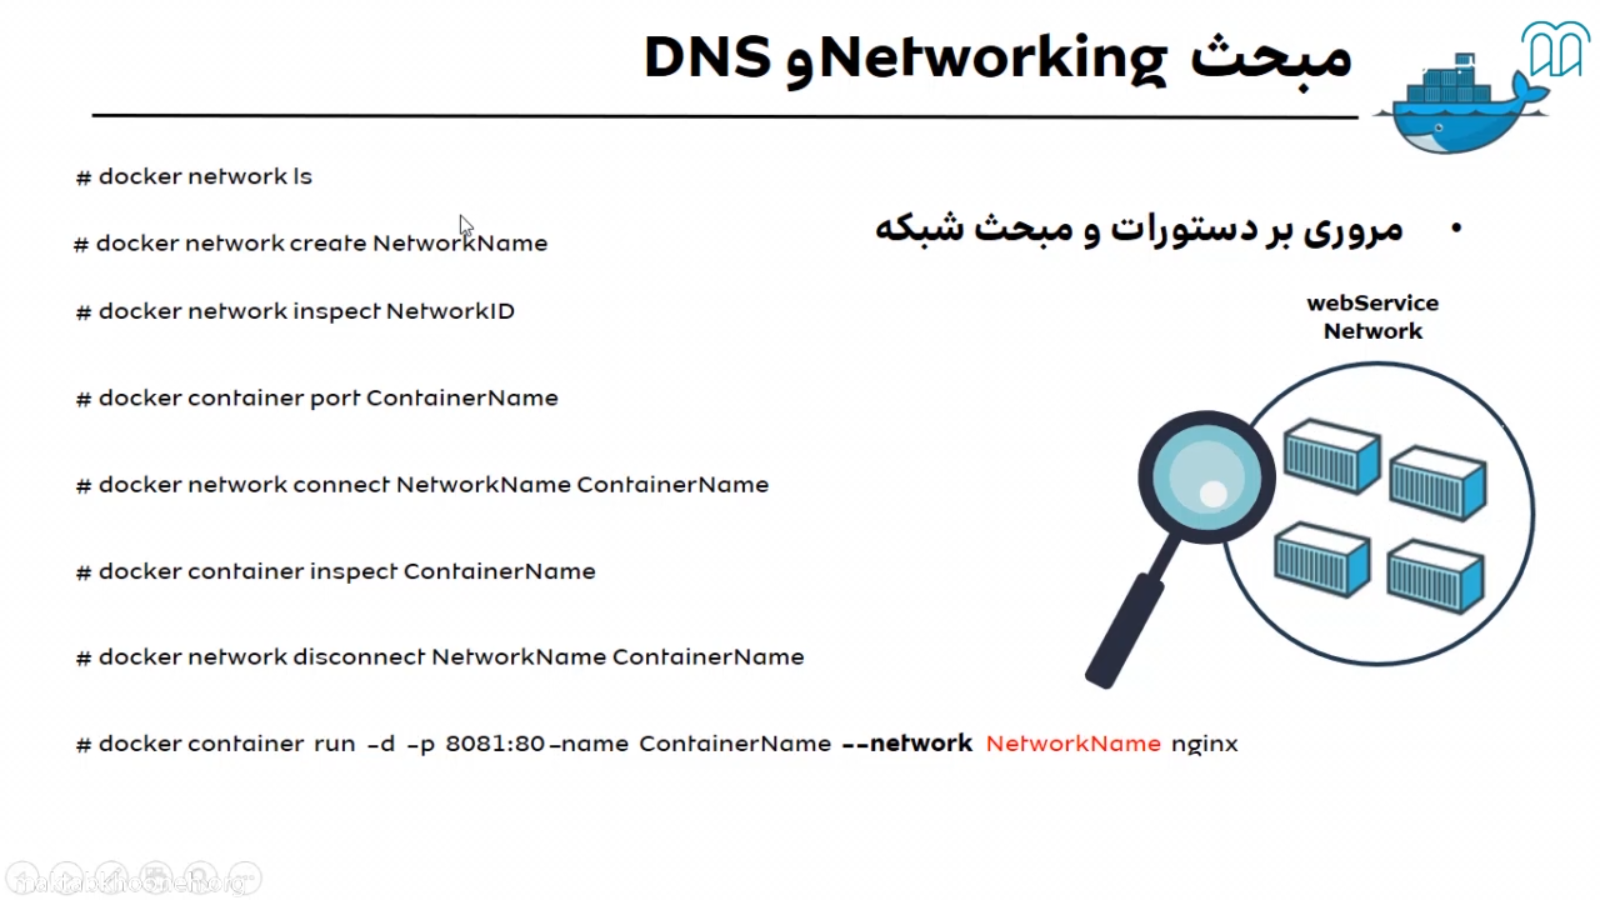 مبحث Networking و DNS
# docker network ls
• مروری بر دستورات و مبحث شبکه
# docker network create NetworkName
webService
Network
# docker network inspect NetworkID
# docker container port ContainerName
# docker network connect NetworkName ContainerName
# docker container inspect ContainerName
# docker network disconnect NetworkName ContainerName
# docker container run -d -p 8081:80 –name ContainerName --network NetworkName nginx
maktabkhooneh.org